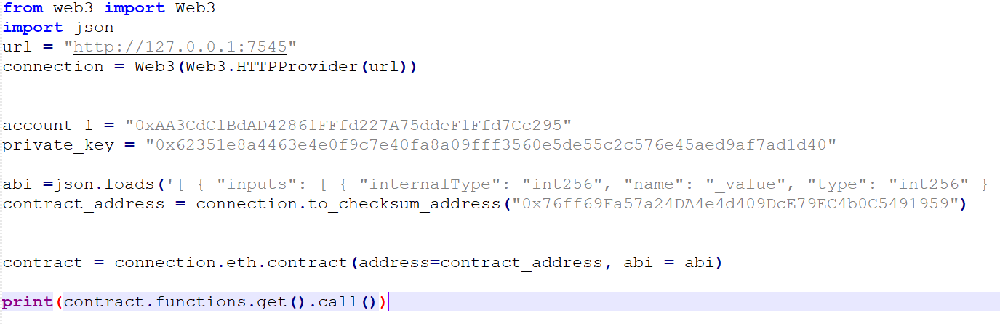 from web3 import Web3
import json
url = "http://127.0.0.1:7545"
connection = Web3(Web3.HTTPProvider(url))
account_1 = "0xAA3CdC1BdAD42861FFfd227A75ddeF1Ffd7Cc295"
private_key = "0x62351e8a4463e4e0f9c7e40fa8a09fff3560e5de55c2c576e45aed9af7ad1d40"
abi =json.loads('[ { "inputs": [ { "internalType": "int256", "name": "_value", "type": "int256" }
contract_address = connection.to_checksum_address("0x76ff69Fa57a24DA4e4d409DcE79EC4b0C5491959")
contract = connection.eth.contract(address=contract_address, abi = abi)
print(contract.functions.get().call())